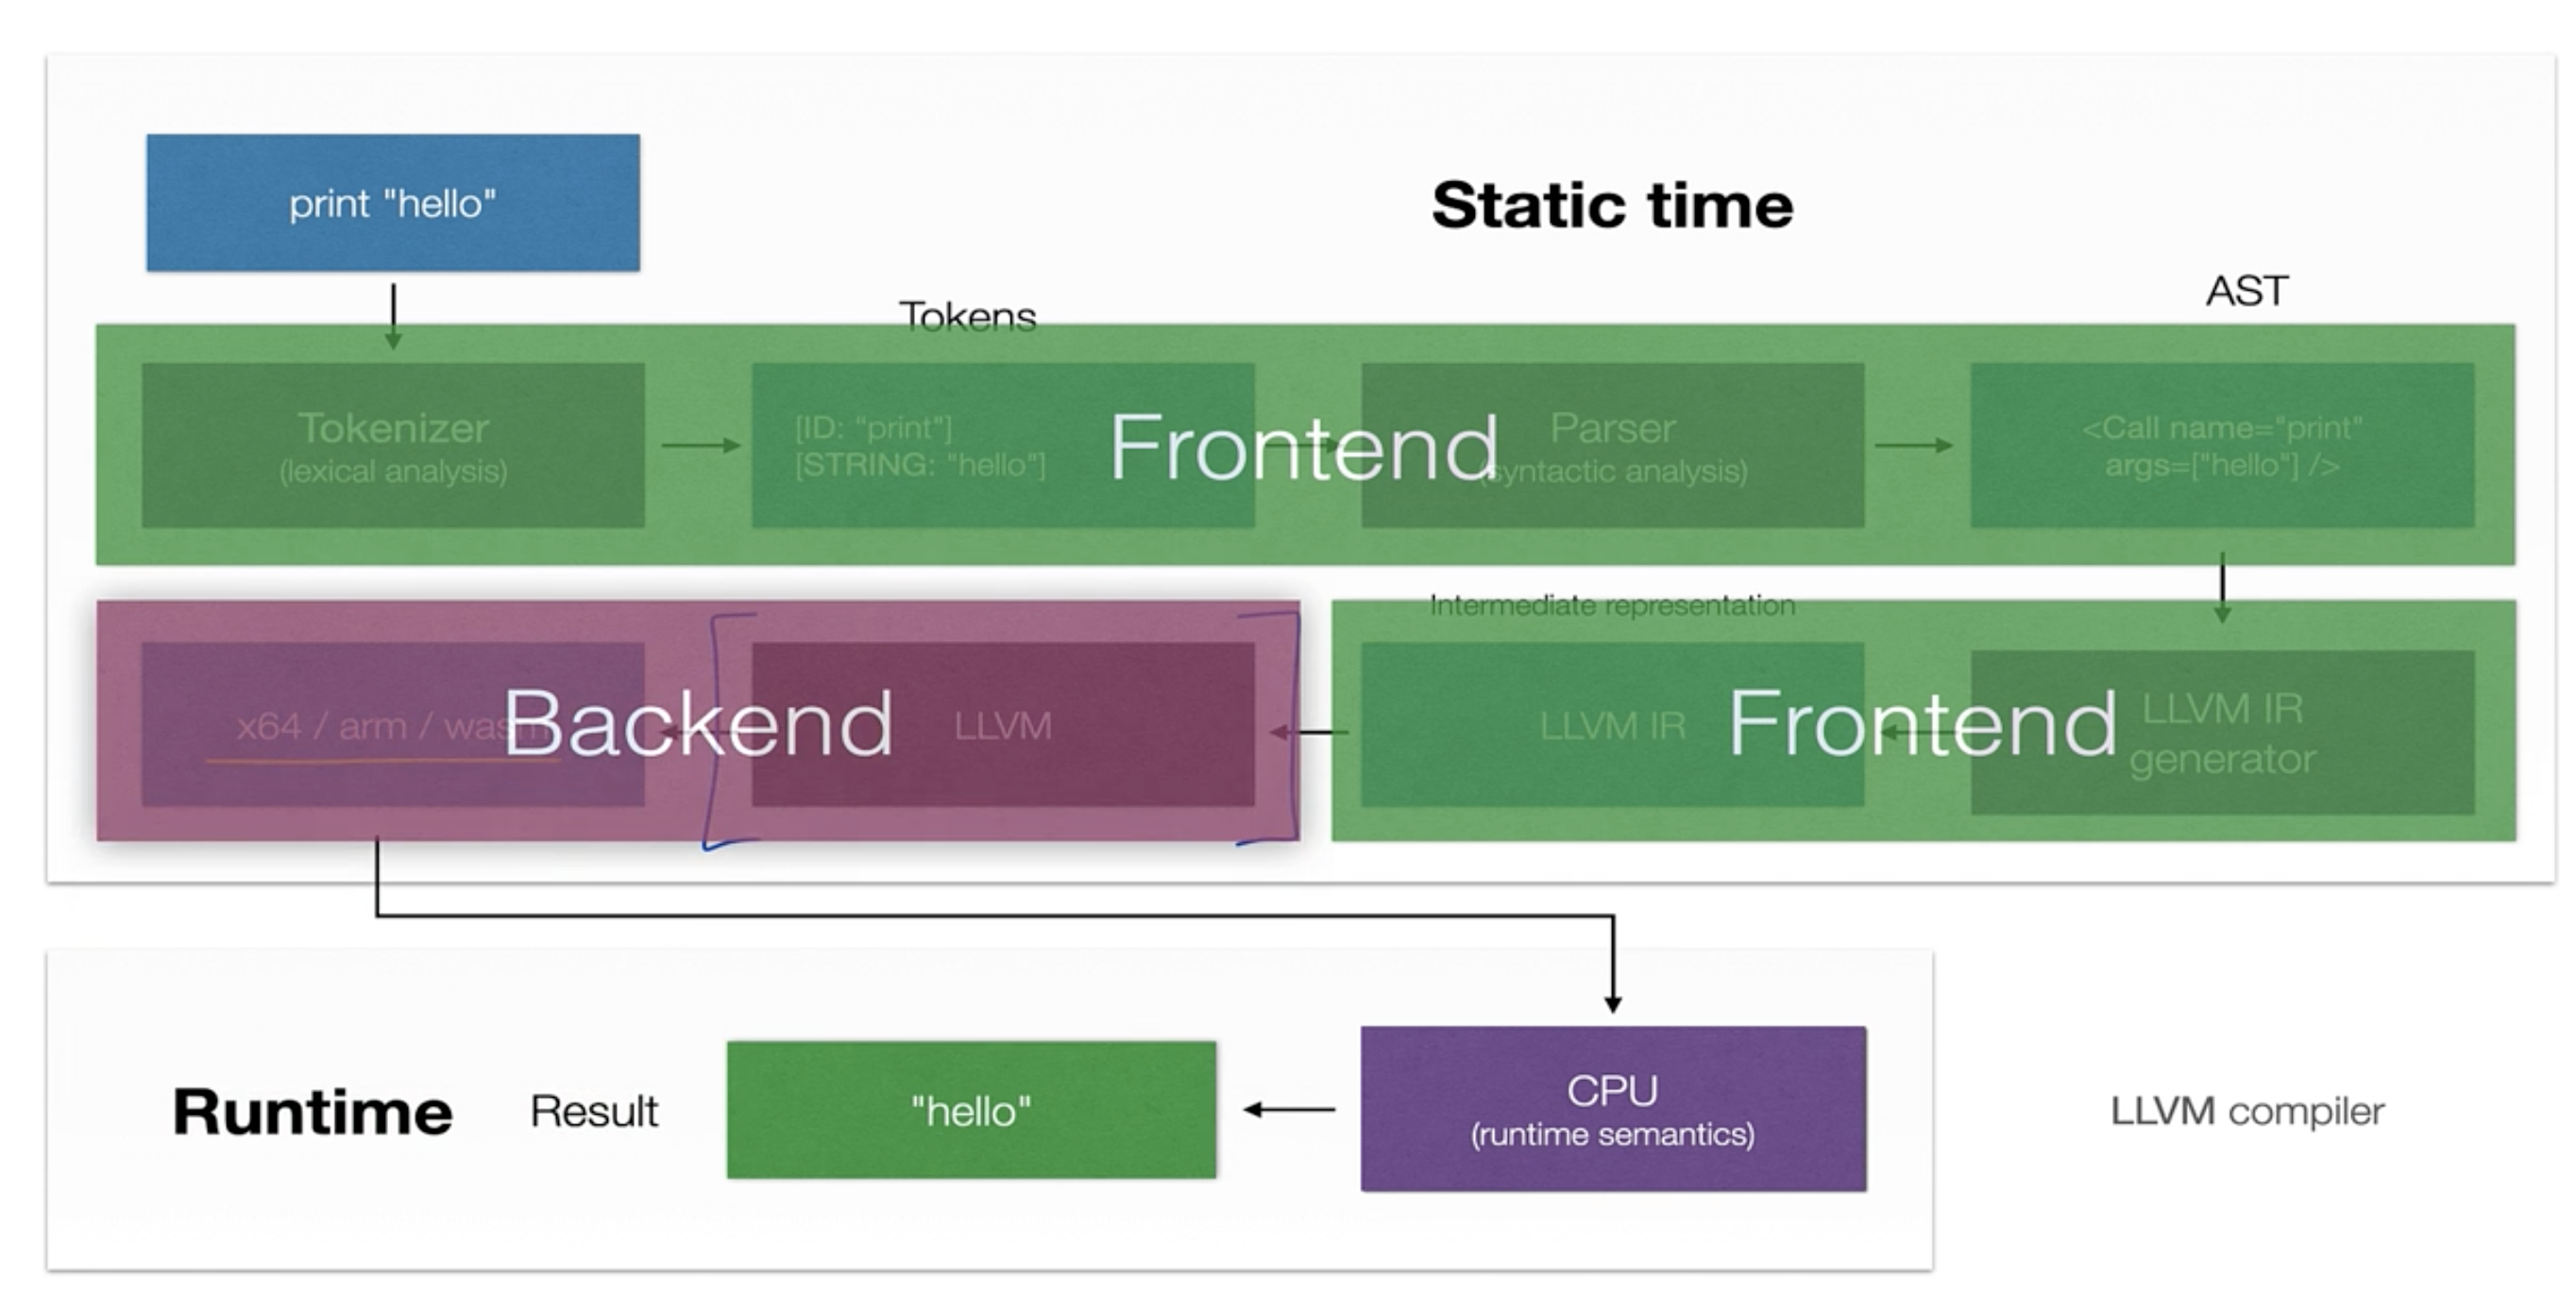 print "hello"
Static time
Tokens
AST
Tokenizer
(lexical analysis)
[ID: "print"]
[STRING: "hello"]
Frontend
Parser
(syntactic analysis)
<Call name="print"
args=["hello"] />
Intermediate representation
x64 / arm / wasm
Backend
LLVM
LLVM IR
Frontend
LLVM IR
generator
Runtime
Result
"hello"
CPU
(runtime semantics)
LLVM compiler